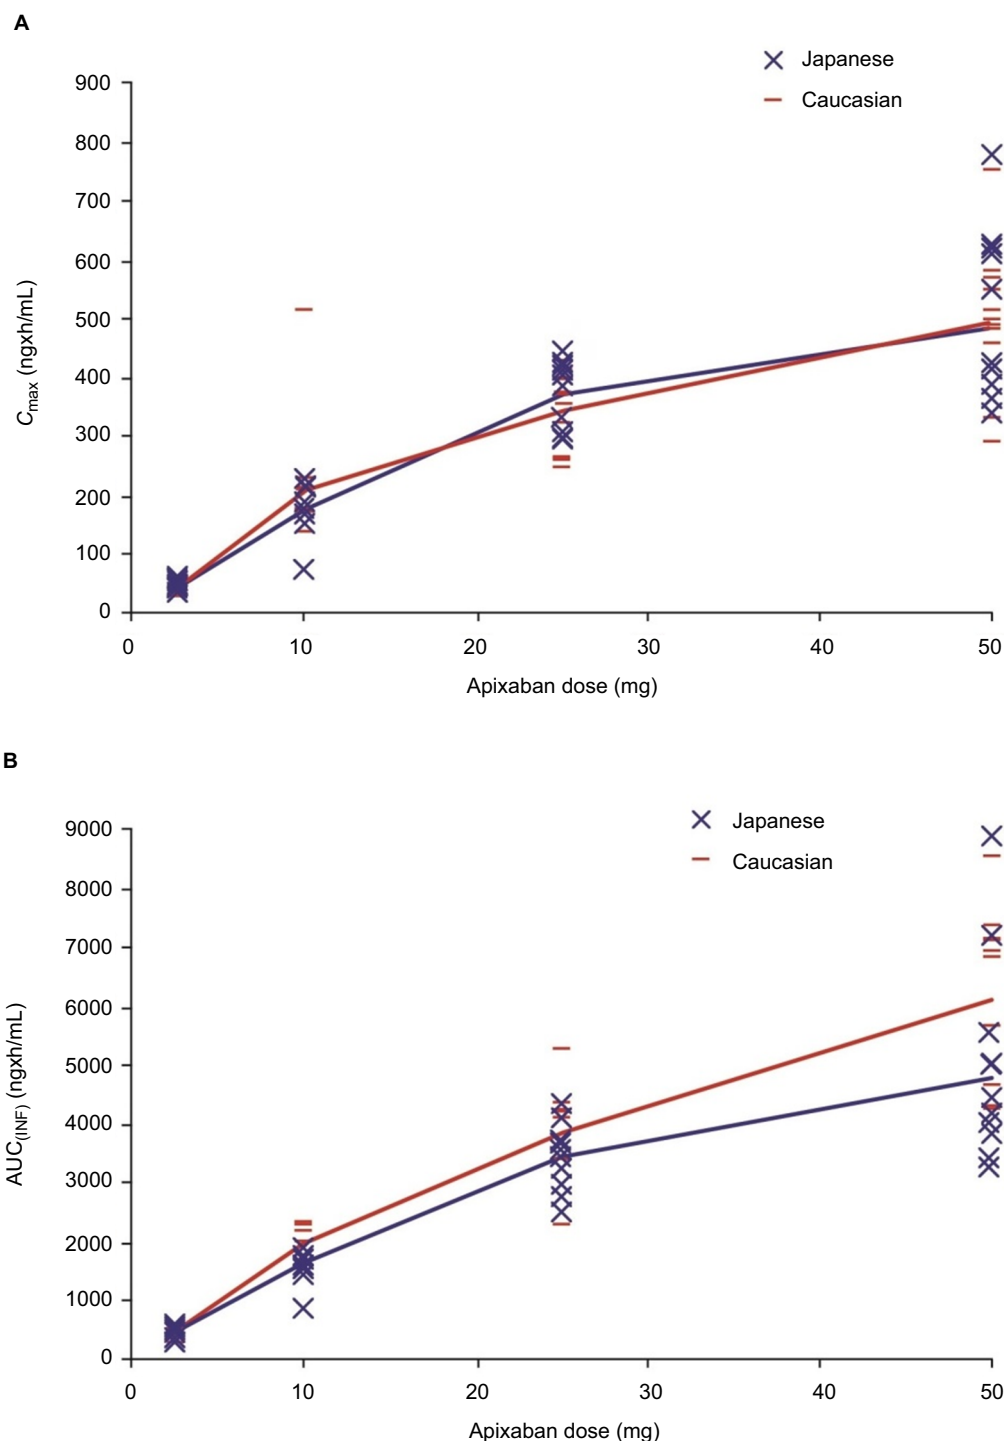 A
Japanese
Caucasian
900
800
700
600
500
400
300
200
100
0
Cmax (ngxh/mL)
0 10 20 30 40 50
Apixaban dose (mg)
B
Japanese
Caucasian
9000
8000
7000
6000
5000
4000
3000
2000
1000
0
AUC(INF) (ngxh/mL)
0 10 20 30 40 50
Apixaban dose (mg)